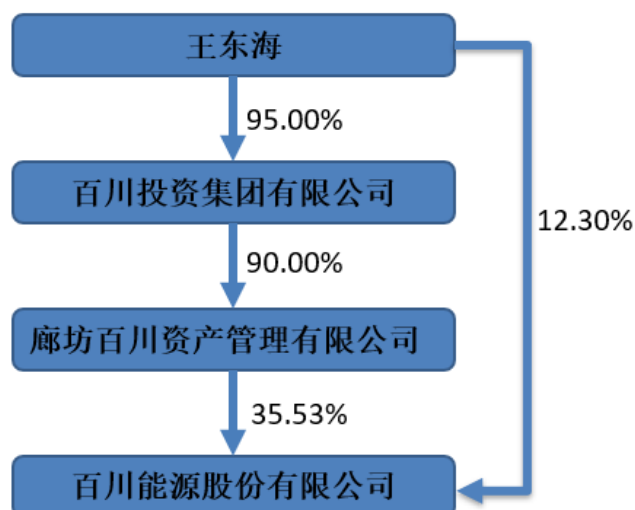 王东海
95.00%
百川投资集团有限公司
12.30%
90.00%
廊坊百川资产管理有限公司
35.53%
百川能源股份有限公司